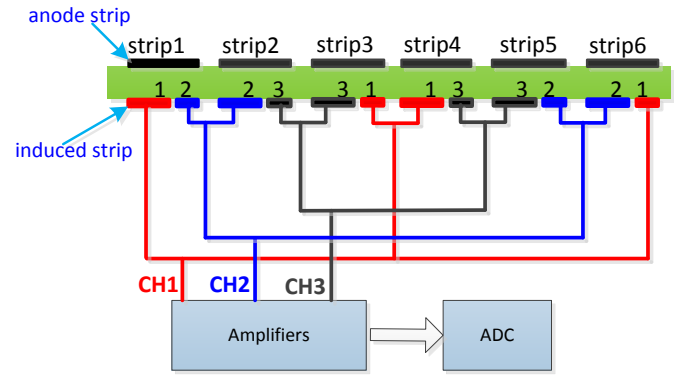 anode strip
strip1 strip2 strip3 strip4 strip5 strip6
1 2 2 3 3 1 1 3 3 2 2 1
induced strip
CH1 CH2 CH3
Amplifiers ADC